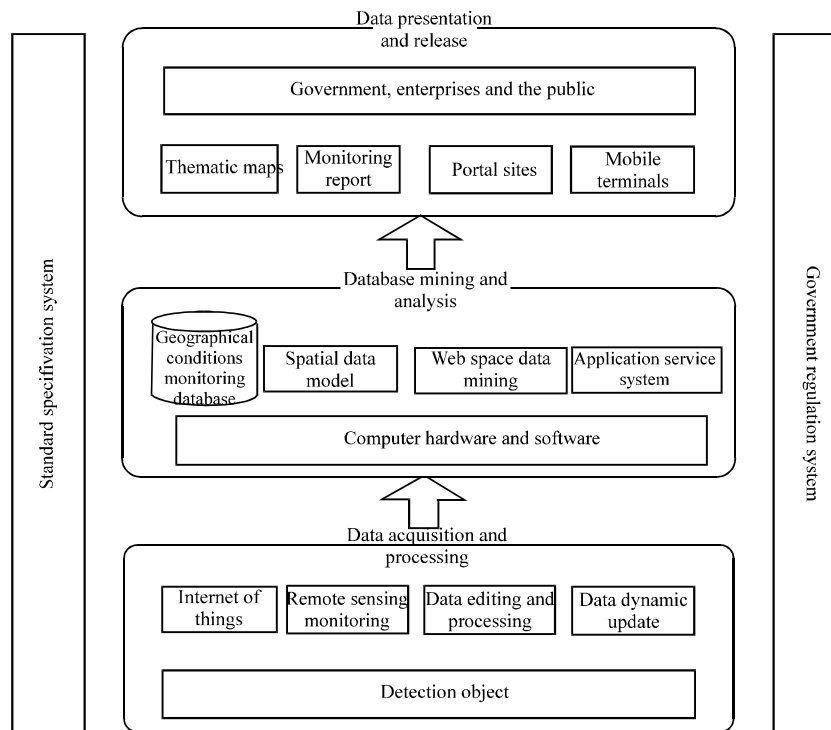 Data presentation
and release
Government, enterprises and the public
Thematic maps
Monitoring
report
Portal sites
Mobile
terminals
Database mining and
analysis
Geographical
conditions
monitoring
database
Spatial data
model
Web space data
mining
Application service
system
Computer hardware and software
Data acquisition and
processing
Internet of
things
Remote sensing
monitoring
Data editing and
processing
Data dynamic
update
Detection object
Standard specifivation system
Government regulation system